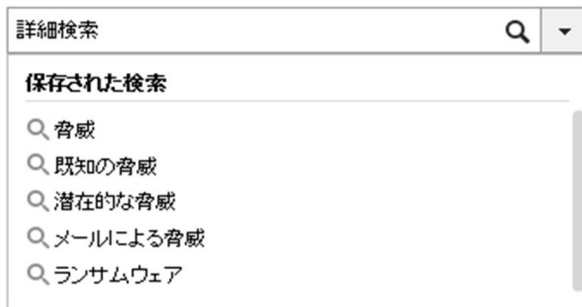 詳細検索
保存された検索
脅威
既知の脅威
潜在的な脅威
メールによる脅威
ランサムウェア